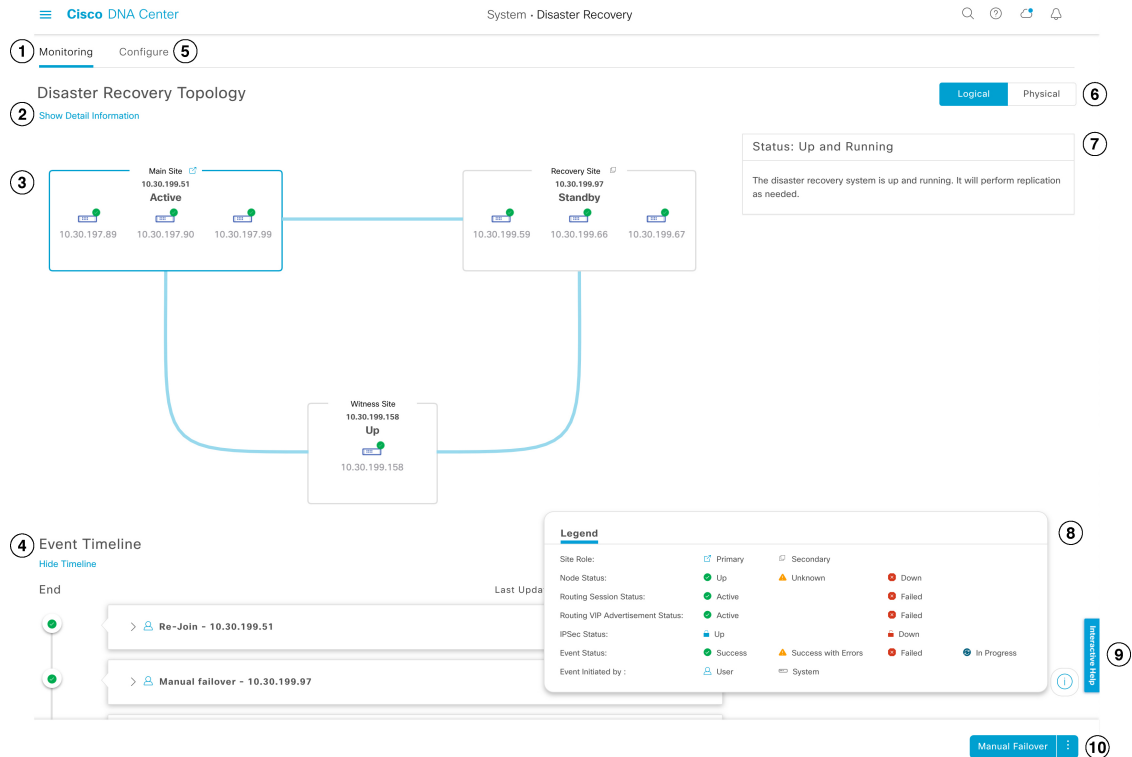 Cisco DNA Center
System · Disaster Recovery
1
Monitoring
Configure
5
Disaster Recovery Topology
Logical
Physical
6
2
Show Detail Information
Status: Up and Running
7
The disaster recovery system is up and running. It will perform replication
as needed.
3
Main Site
10.30.199.51
Active
10.30.197.89
10.30.197.90
10.30.197.99
Recovery Site
10.30.199.97
Standby
10.30.199.59
10.30.199.66
10.30.199.67
Witness Site
10.30.199.158
Up
10.30.199.158
4
Event Timeline
Hide Timeline
End
Last Upda
Re-Join - 10.30.199.51
Manual failover - 10.30.199.97
8
Legend
Site Role: Primary Secondary
Node Status: Up Unknown Down
Routing Session Status: Active Failed
Routing VIP Advertisement Status: Active Failed
IPSec Status: Up Down
Event Status: Success Success with Errors Failed In Progress
Event Initiated by : User System
Interactive Help
9
Manual Failover
10